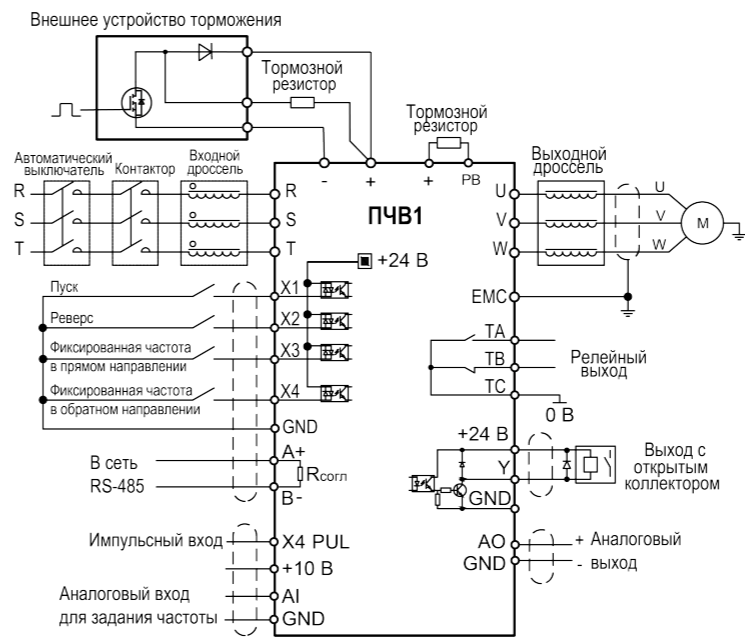 Внешнее устройство торможения
Тормозной
резистор
Тормозной
резистор
Автоматический
выключатель
Контактор
Входной
дроссель
Выходной
дроссель
- + + PB
R R
S S
T T
ПЧВ1
U U
V V
W W
M
+24 В
EMC
Пуск X1
Реверс X2
Фиксированная частота
в прямом направлении
X3
Фиксированная частота
в обратном направлении
X4
GND
TA
TB
TC
Релейный
выход
0 В
В сеть
RS-485
A+
Rсогл
B-
+24 В
Y
GND
Выход с
открытым
коллектором
Импульсный вход X4 PUL
+10 В
Аналоговый вход
для задания частоты
AI
GND
AO
GND
+ Аналоговый
- выход